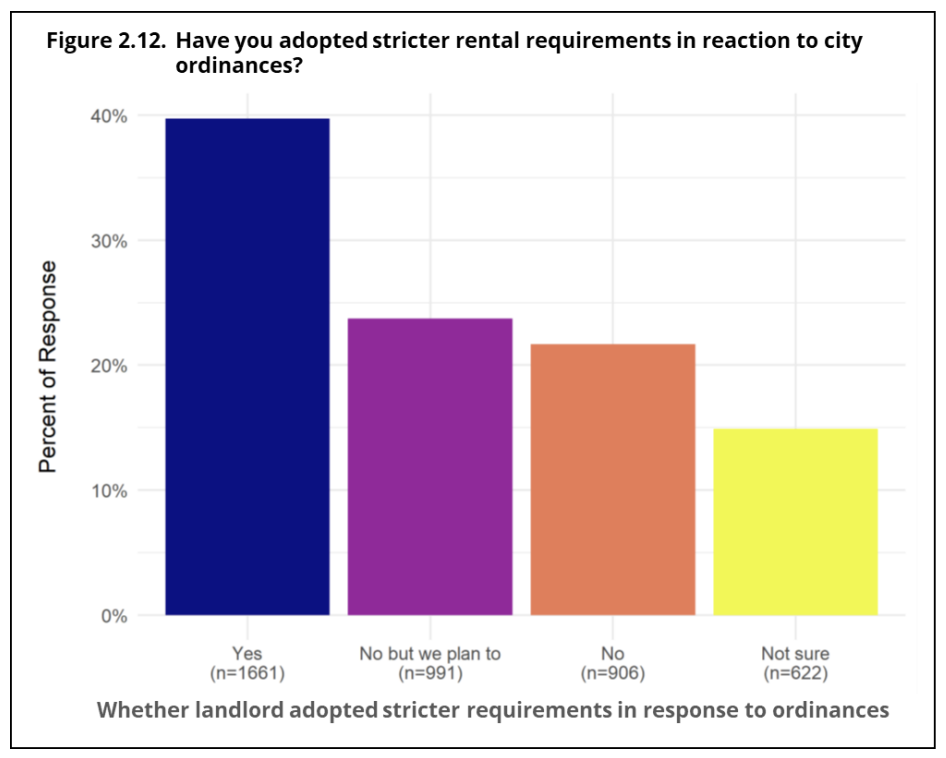 Figure 2.12. Have you adopted stricter rental requirements in reaction to city
ordinances?
Percent of Response
40%
30%
20%
10%
0%
Yes
(n=1661)
No but we plan to
(n=991)
No
(n=906)
Not sure
(n=622)
Whether landlord adopted stricter requirements in response to ordinances